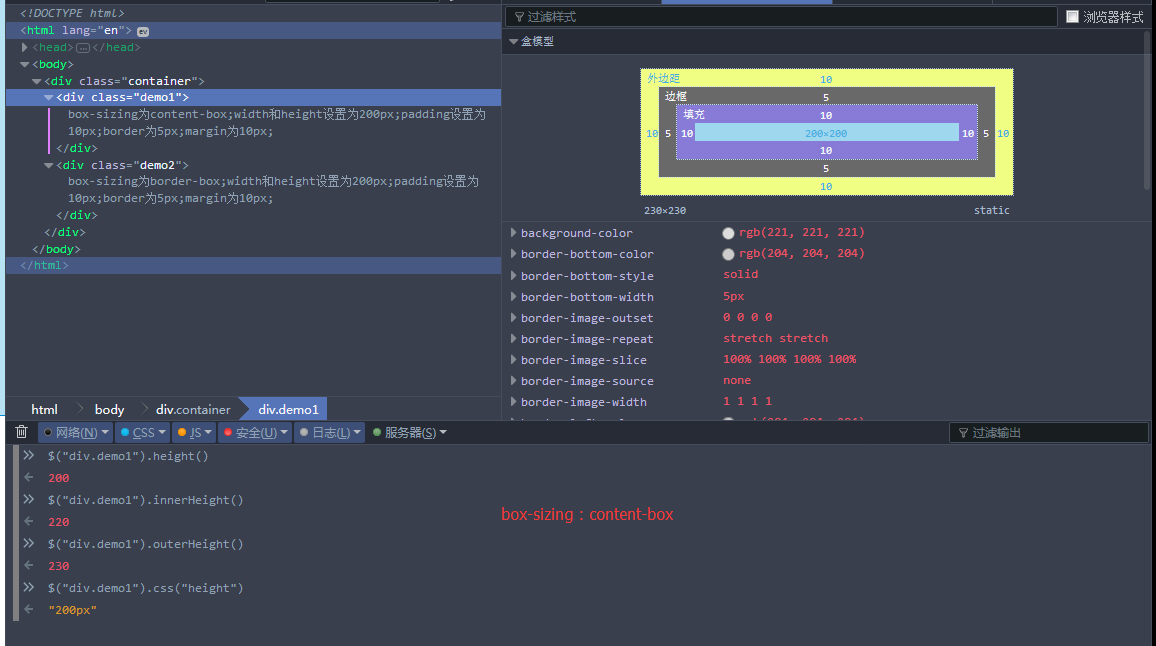 <!DOCTYPE html>
<html lang="en"> ev
<head>…</head>
<body>
<div class="container">
<div class="demo1">
box-sizing为content-box;width和height设置为200px;padding设置为
10px;border为5px;margin为10px;
</div>
<div class="demo2">
box-sizing为border-box;width和height设置为200px;padding设置为
10px;border为5px;margin为10px;
</div>
</div>
</body>
</html>
html body div.container div.demo1
过滤样式 浏览器样式
盒模型
外边距 10
边框 5
填充 10
10 5 10 200×200 10 5 10
10
5
10
230×230 static
background-color rgb(221, 221, 221)
border-bottom-color rgb(204, 204, 204)
border-bottom-style solid
border-bottom-width 5px
border-image-outset 0 0 0 0
border-image-repeat stretch stretch
border-image-slice 100% 100% 100% 100%
border-image-source none
border-image-width 1 1 1 1
网络(N) CSS JS 安全(U) 日志(L) 服务器(S) 过滤输出
» $("div.demo1").height()
← 200
» $("div.demo1").innerHeight()
← 220
» $("div.demo1").outerHeight()
← 230
» $("div.demo1").css("height")
← "200px"
box-sizing：content-box